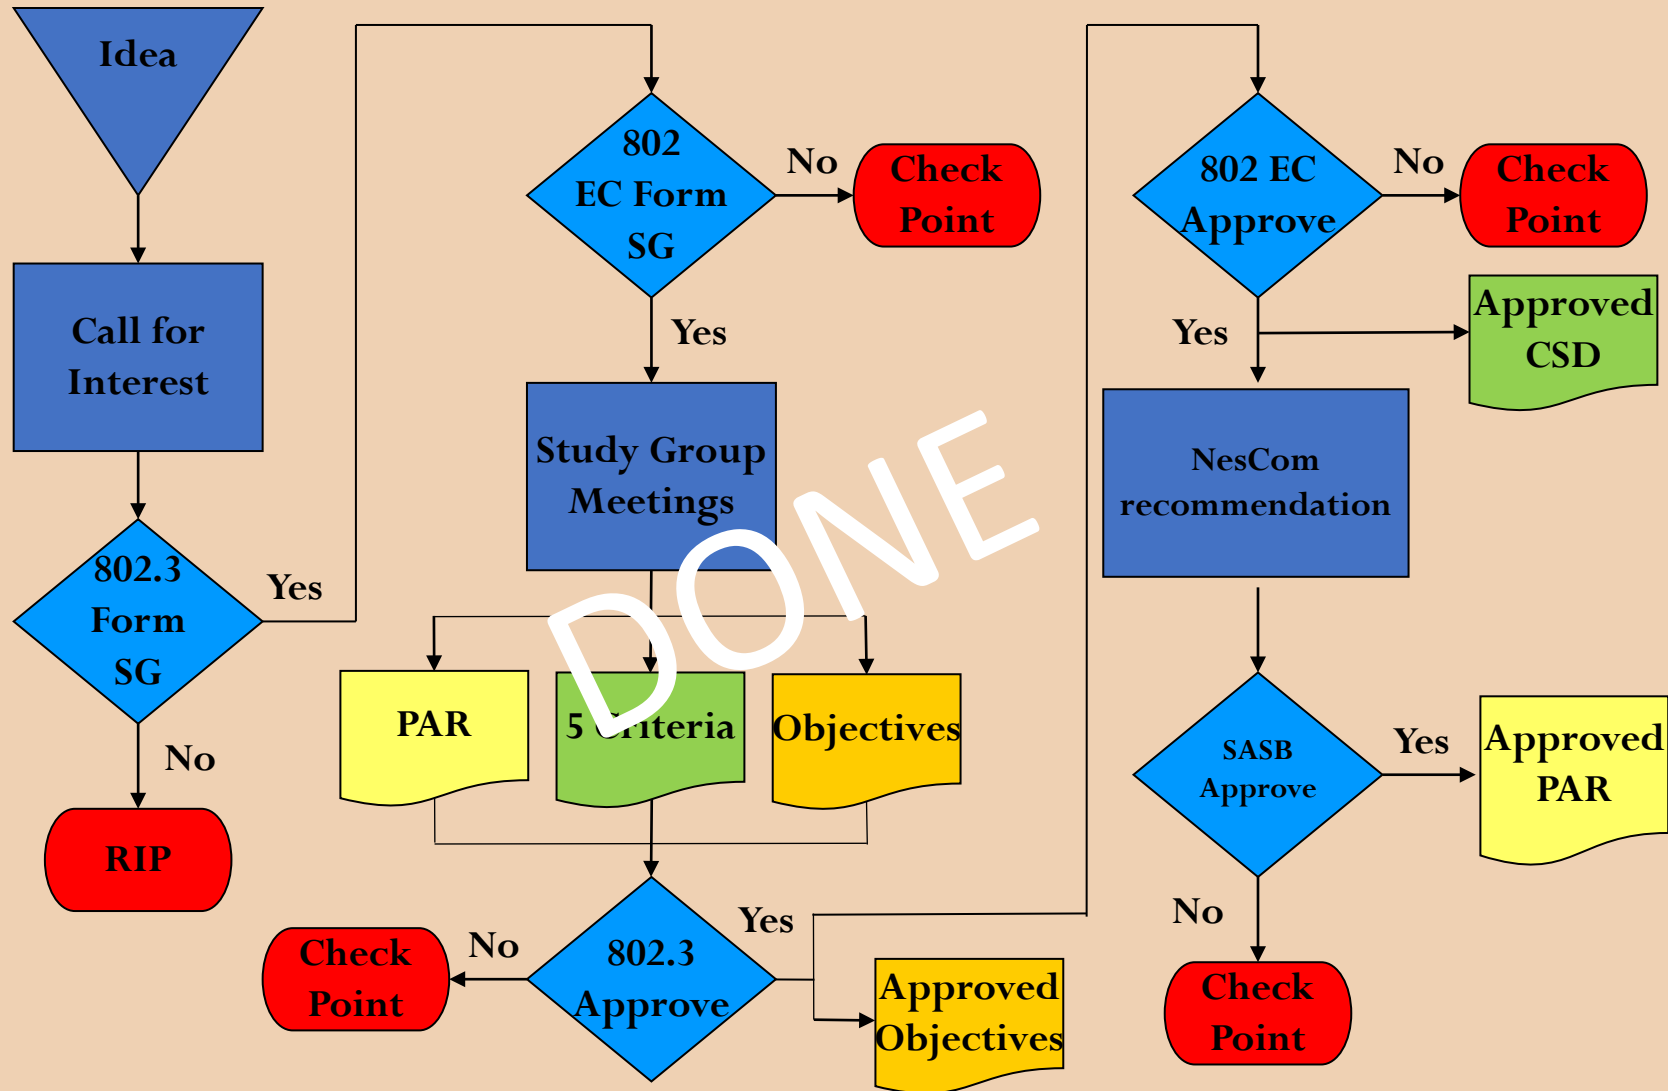 Idea
Call for
Interest
802.3
Form
SG
Yes
No
RIP
802
EC Form
SG
No
Check
Point
Yes
Study Group
Meetings
PAR
5 Criteria
Objectives
DONE
802.3
Approve
No
Check
Point
Yes
Approved
Objectives
802 EC
Approve
No
Check
Point
Yes
Approved
CSD
NesCom
recommendation
SASB
Approve
Yes
Approved
PAR
No
Check
Point